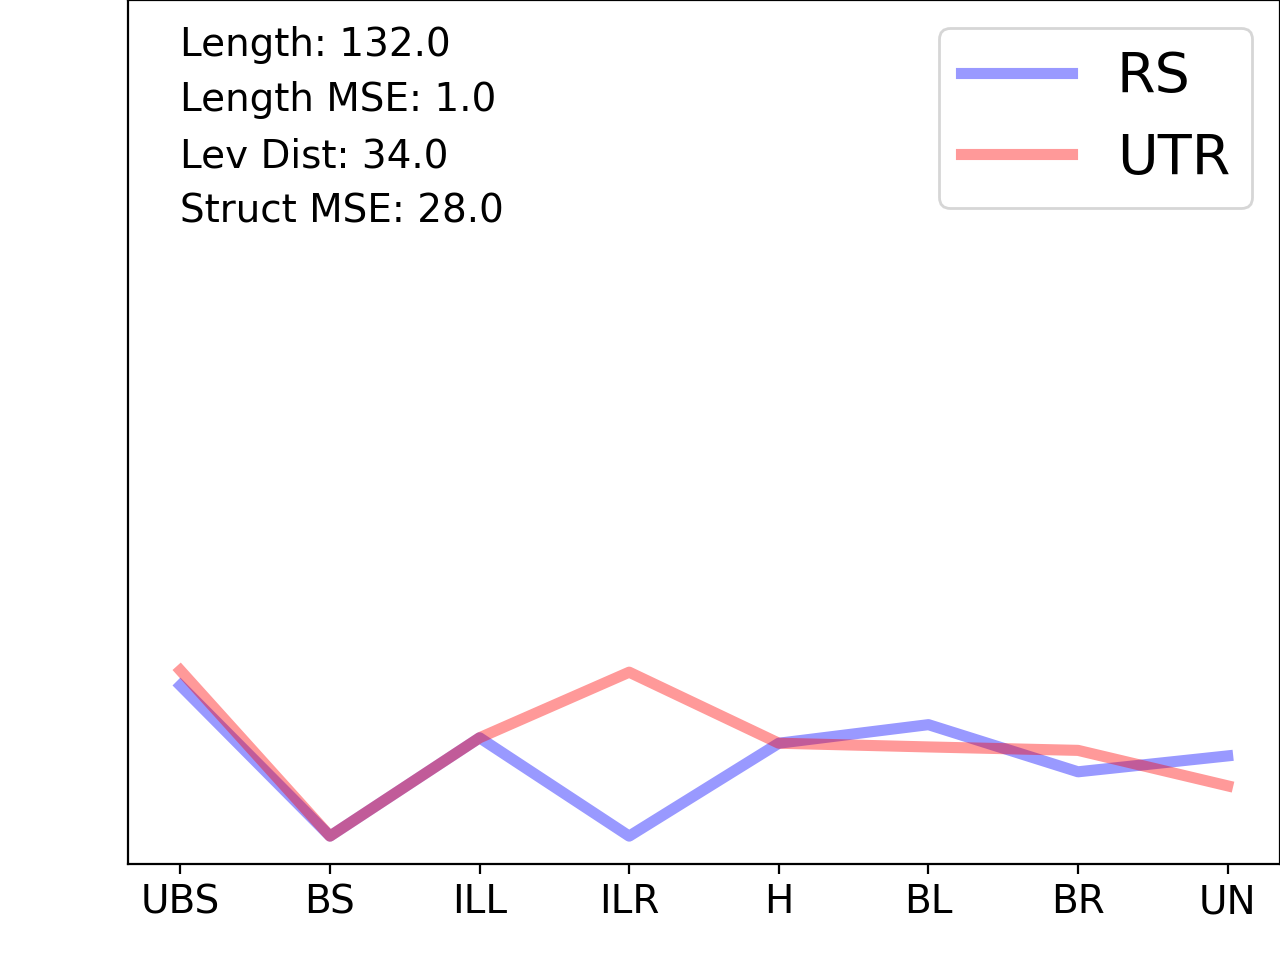 Length: 132.0
Length MSE: 1.0
Lev Dist: 34.0
Struct MSE: 28.0
RS
UTR
UBS BS ILL ILR H BL BR UN